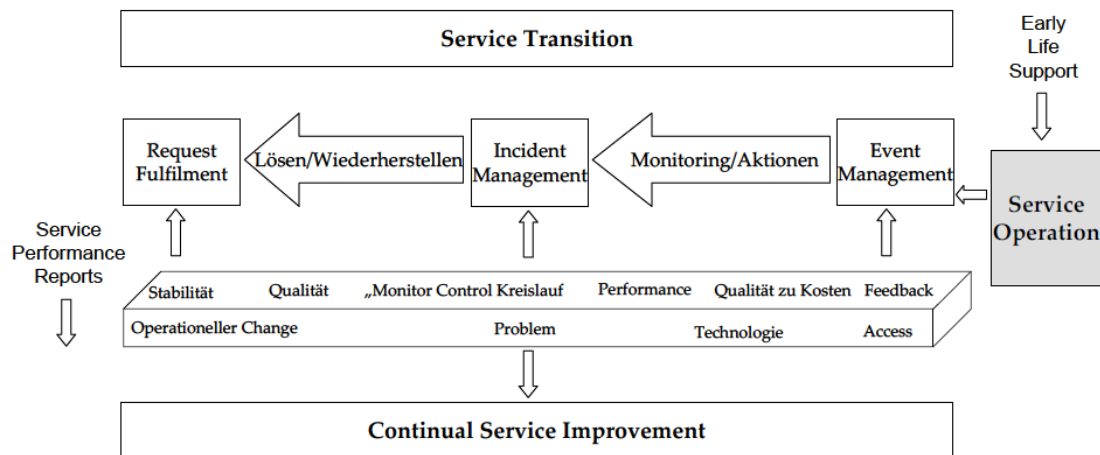 Service Transition
Early
Life
Support
Request
Fulfilment
Lösen/Wiederherstellen
Incident
Management
Monitoring/Aktionen
Event
Management
Service
Operation
Service
Performance
Reports
Stabilität
Qualität
„Monitor Control Kreislauf
Performance
Qualität zu Kosten
Feedback
Operationeller Change
Problem
Technologie
Access
Continual Service Improvement